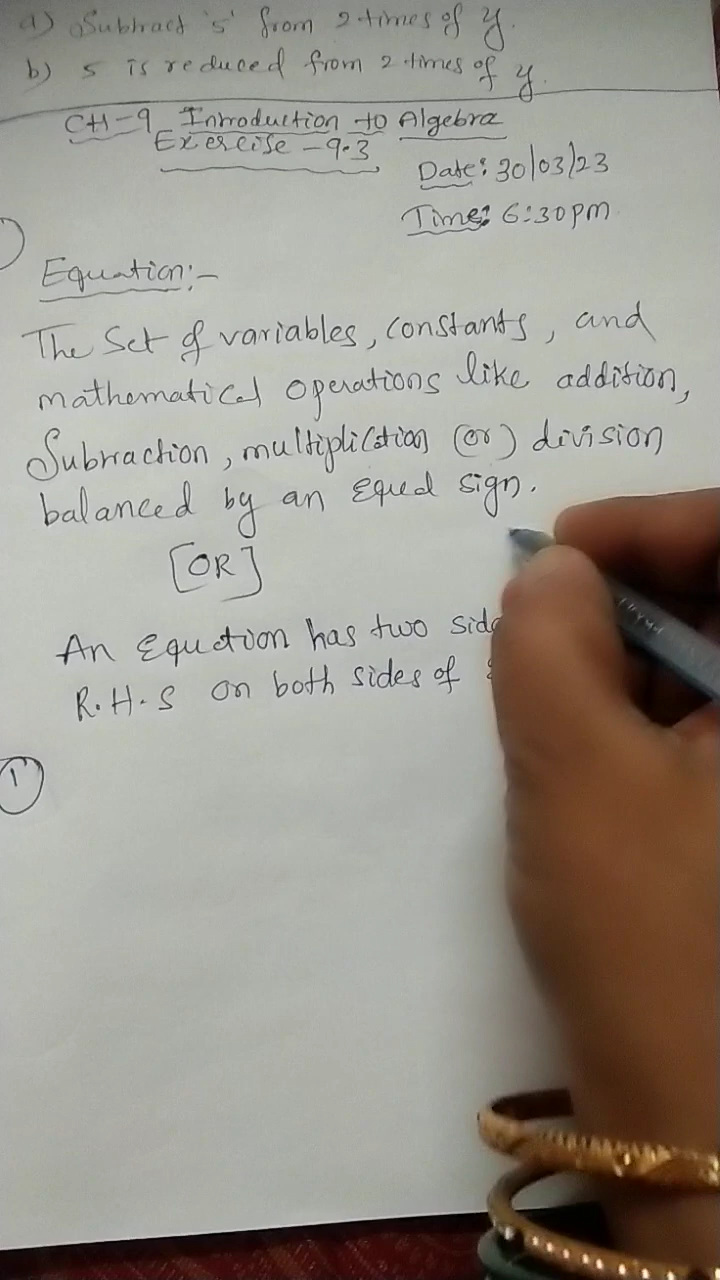 a) Subtract '5' from 2 times of y.
b) 5 is reduced from 2 times of y.
CH-9 Introduction to Algebra
Exercise - 9.3
Date: 30/03/23
Time: 6:30pm
Equation:-
The Set of variables, constants, and
mathematical operations like addition,
Subtraction, multiplication (or) division
balanced by an equal sign.
[OR]
An Equation has two
R.H.S on both sides of
1